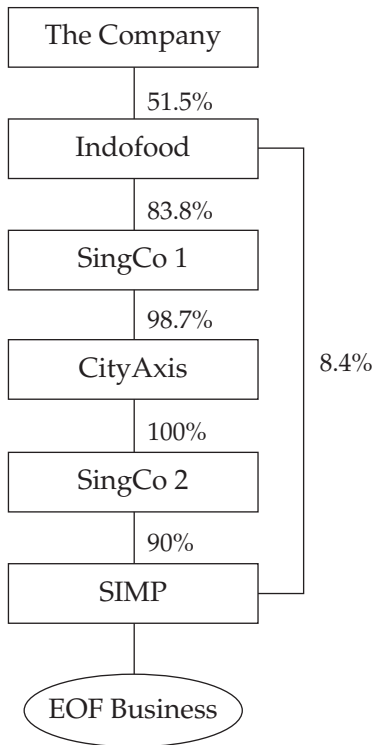 The Company
51.5%
Indofood
83.8%
SingCo 1
98.7%
CityAxis
8.4%
100%
SingCo 2
90%
SIMP
EOF Business